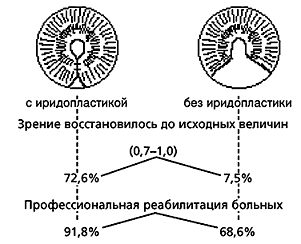 с иридопластикой без иридопластики
Зрение восстановилось до исходных величин
(0,7–1,0)
72,6% 7,5%
Профессиональная реабилитация больных
91,8% 68,6%